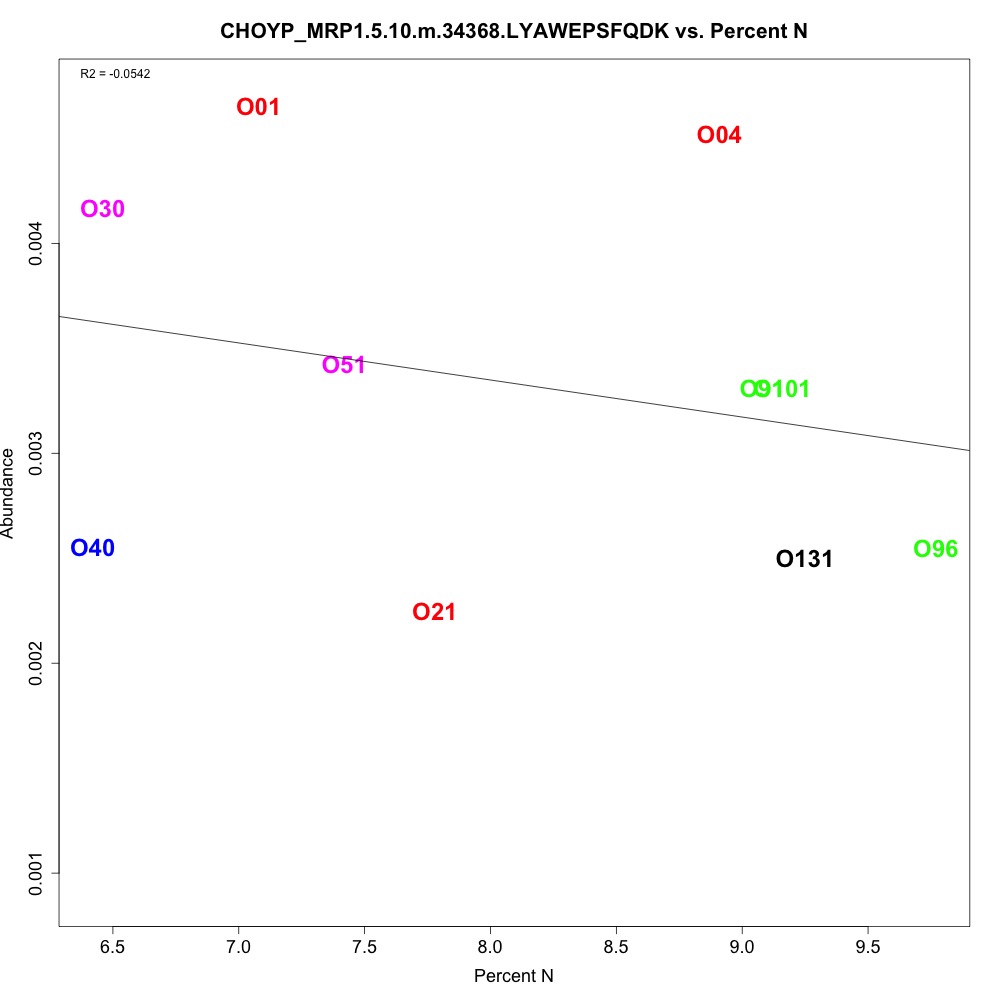 CHOYP_MRP1.5.10.m.34368.LYAWEPSFQDK vs. Percent N
R2 = -0.0542
O01
O04
O30
0.004
O51
O101
0.003
Abundance
O40
O131
O96
O21
0.002
0.001
6.5 7.0 7.5 8.0 8.5 9.0 9.5
Percent N